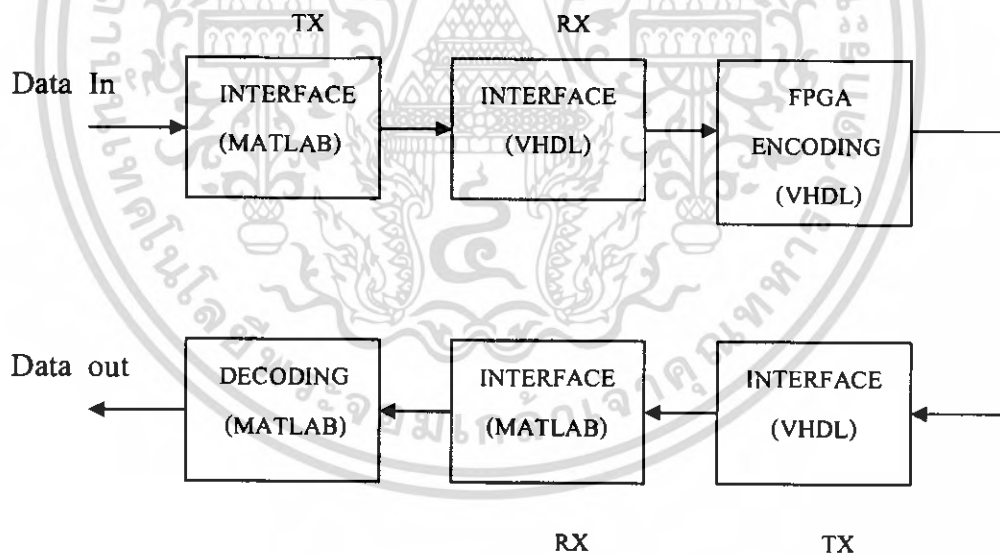 TX
RX
Data In
INTERFACE
(MATLAB)
INTERFACE
(VHDL)
FPGA
ENCODING
(VHDL)
Data out
DECODING
(MATLAB)
INTERFACE
(MATLAB)
INTERFACE
(VHDL)
RX
TX